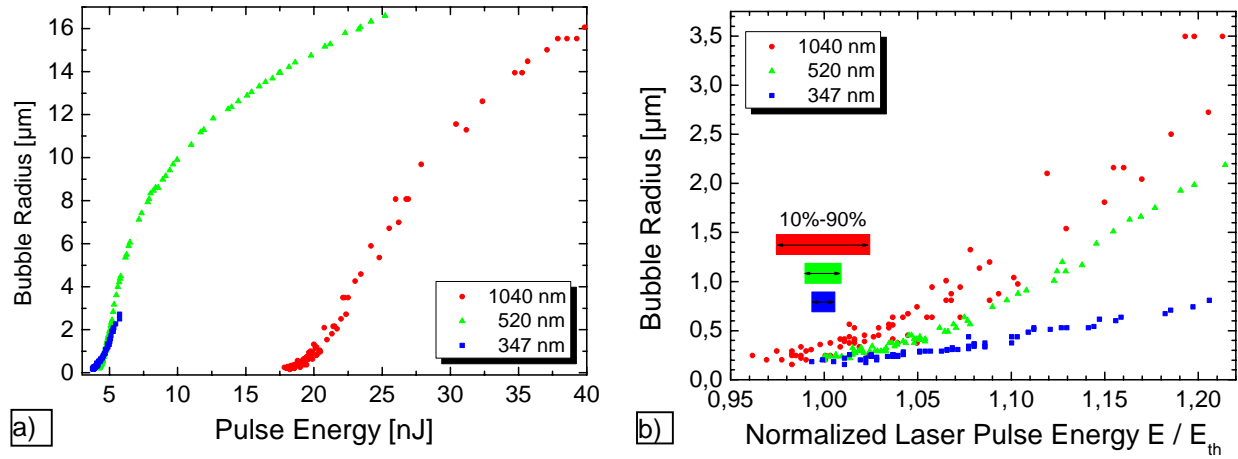 16
14
12
10
8
6
4
2
0
Bubble Radius [µm]
5
10
15
20
25
30
35
40
Pulse Energy [nJ]
1040 nm
520 nm
347 nm
a)
3,5
3,0
2,5
2,0
1,5
1,0
0,5
0,0
Bubble Radius [µm]
1040 nm
520 nm
347 nm
10%-90%
0,95
1,00
1,05
1,10
1,15
1,20
Normalized Laser Pulse Energy E / Eth
b)